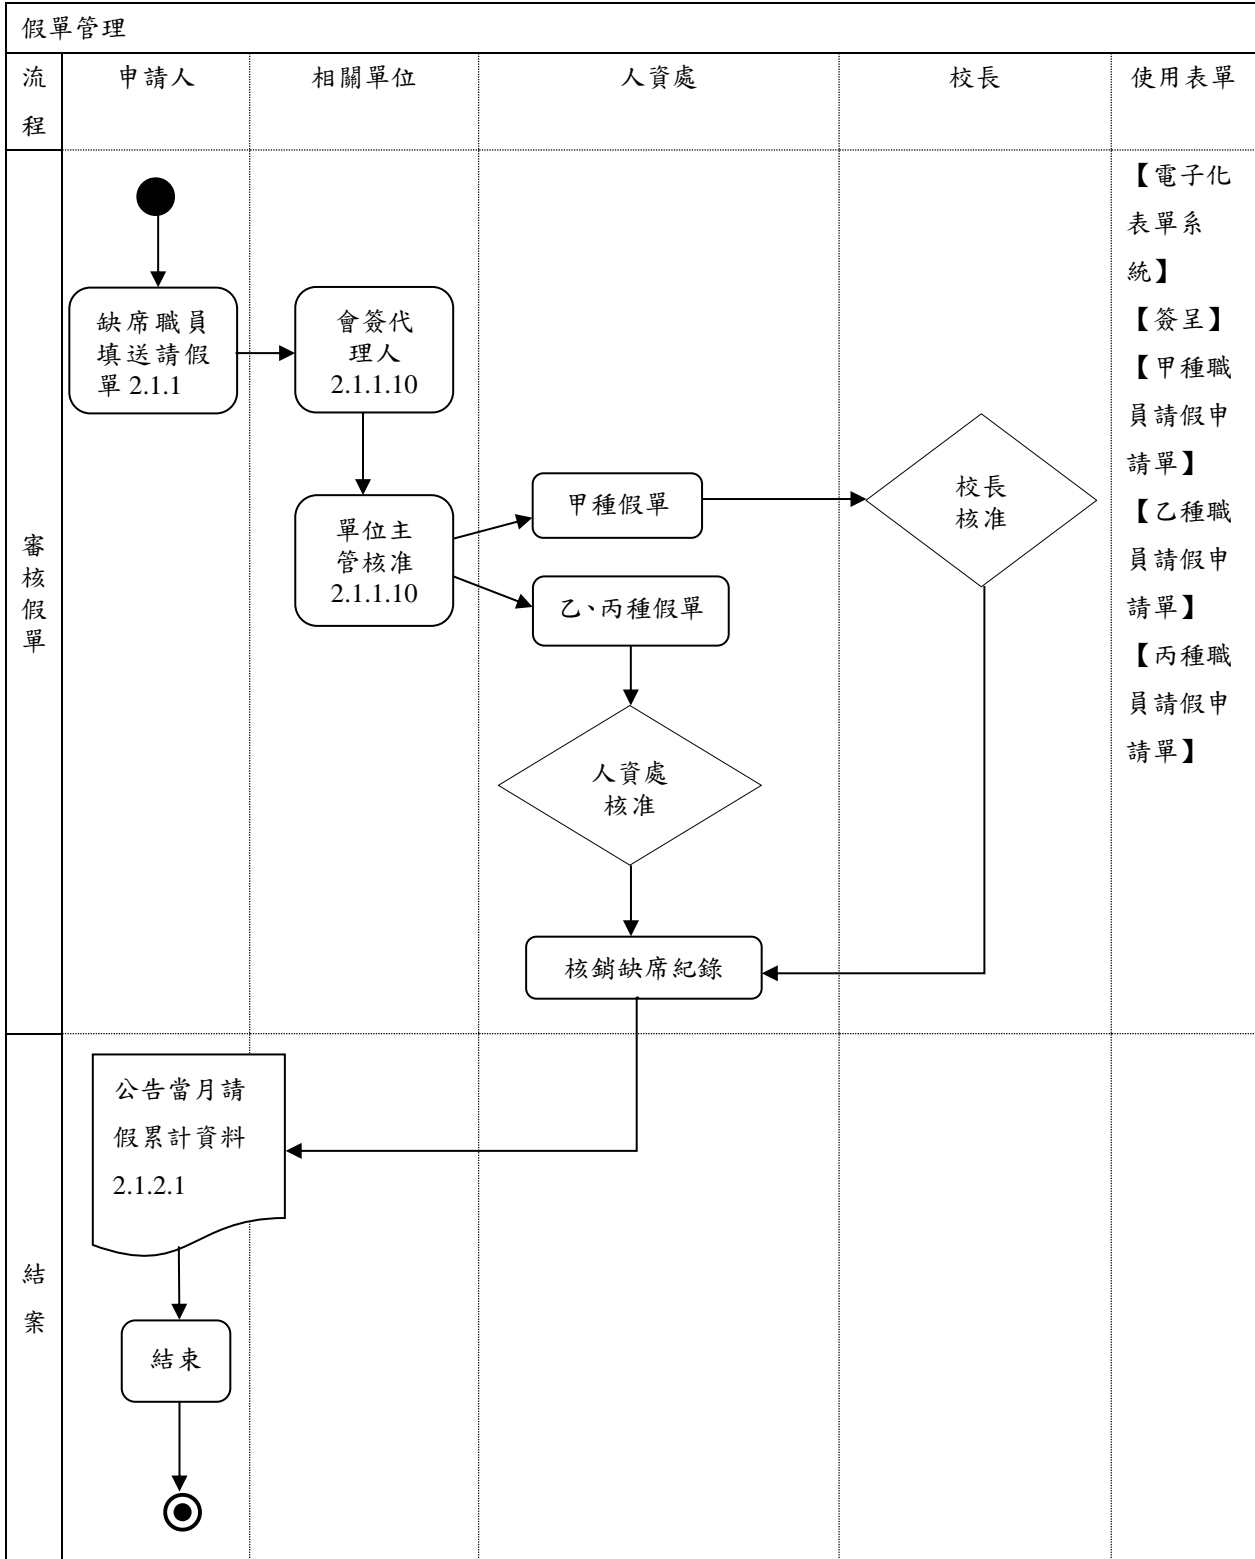 假單管理
流
程
申請人
相關單位
人資處
校長
使用表單
審
核
假
單
缺席職員
填送請假
單 2.1.1
會簽代
理人
2.1.1.10
單位主
管核准
2.1.1.10
甲種假單
乙、丙種假單
人資處
核准
校長
核准
核銷缺席紀錄
【電子化
表單系
統】
【簽呈】
【甲種職
員請假申
請單】
【乙種職
員請假申
請單】
【丙種職
員請假申
請單】
結
案
公告當月請
假累計資料
2.1.2.1
結束